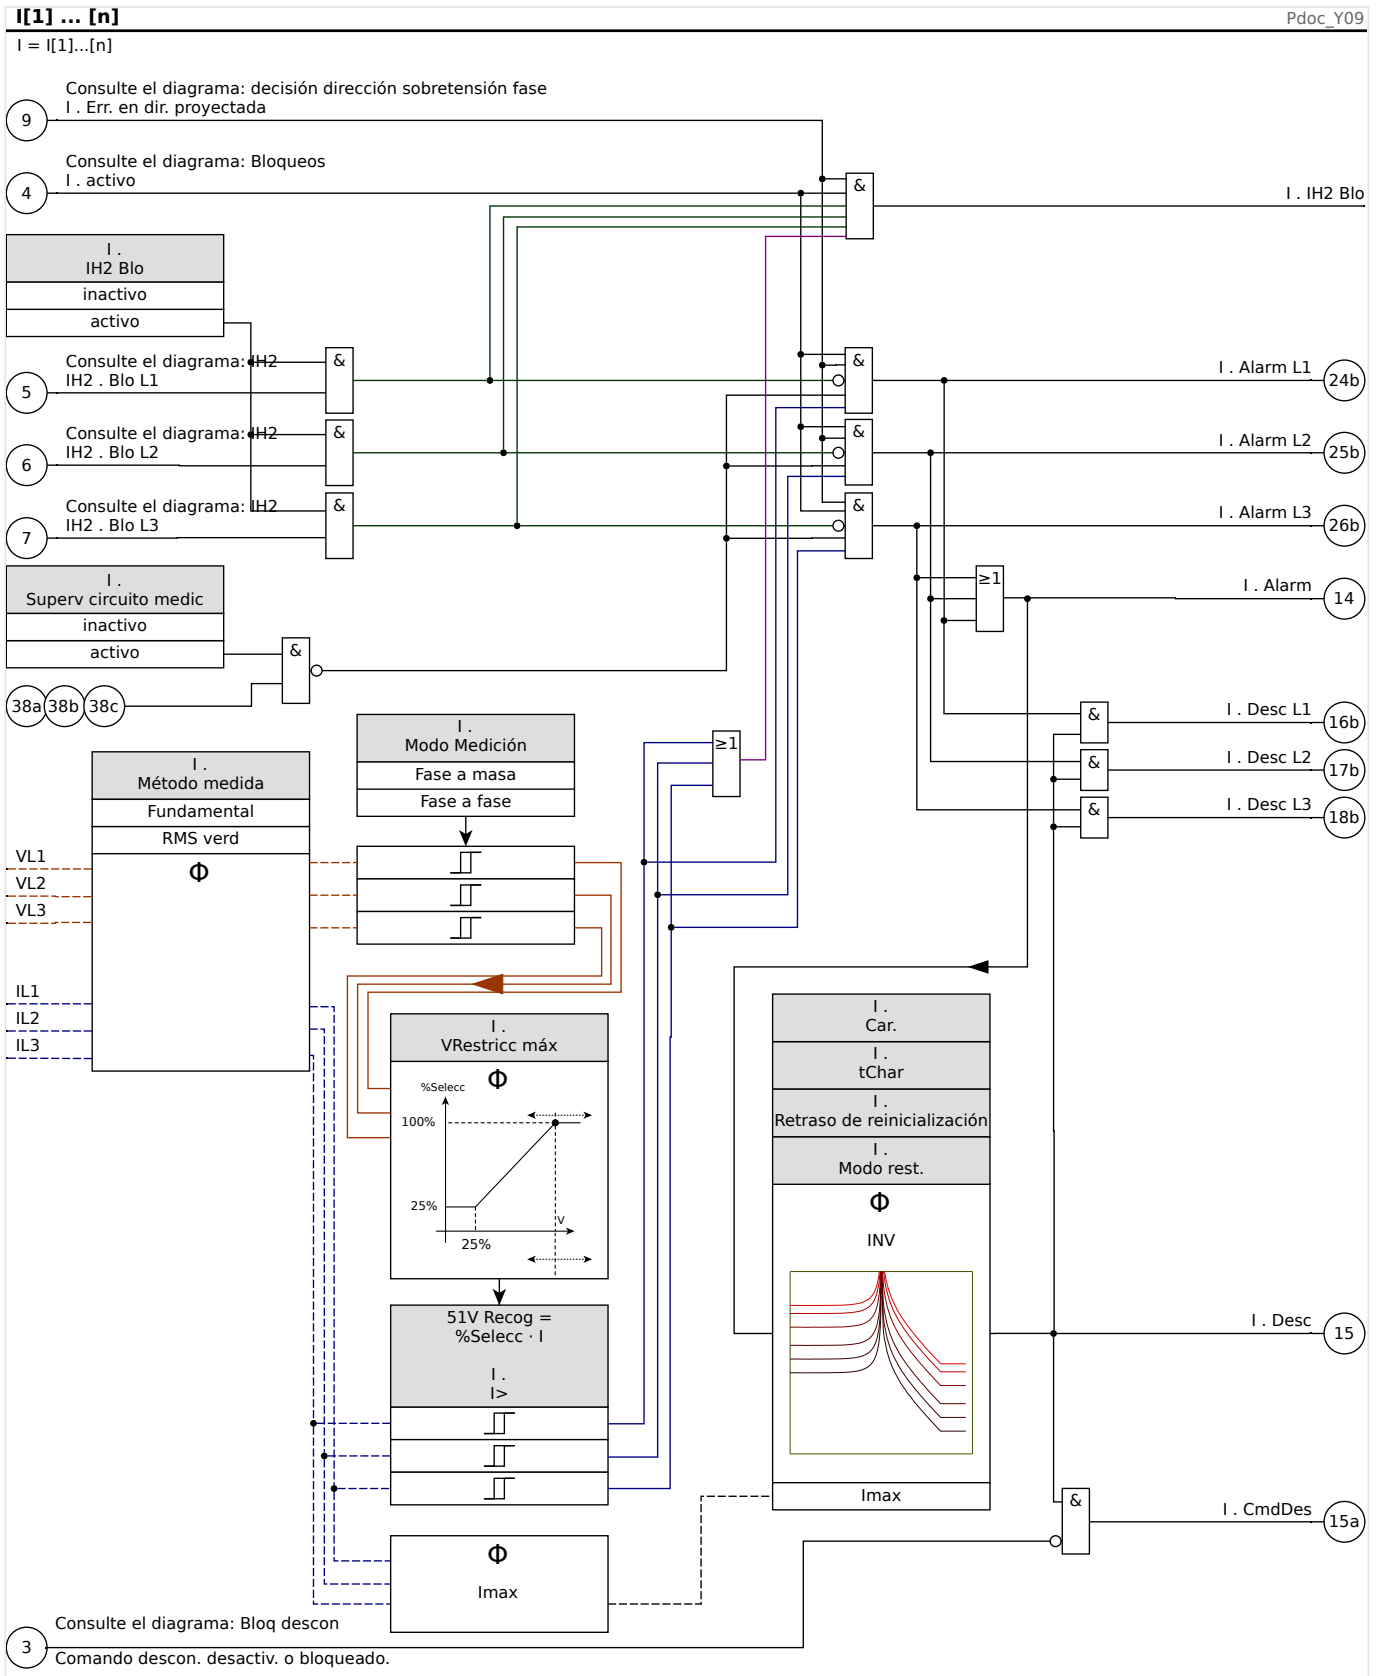 I[1] ... [n]
Pdoc_Y09
I = I[1]...[n]
Consulte el diagrama: decisión dirección sobretensión fase
I . Err. en dir. proyectada
9
Consulte el diagrama: Bloqueos
I . activo
4
&
I . IH2 Blo
I .
IH2 Blo
inactivo
activo
Consulte el diagrama: IH2
IH2 . Blo L1
5
&
&
I . Alarm L1
24b
Consulte el diagrama: IH2
IH2 . Blo L2
6
&
&
I . Alarm L2
25b
Consulte el diagrama: IH2
IH2 . Blo L3
7
&
&
I . Alarm L3
26b
I .
Superv circuito medic
inactivo
activo
&
38a
38b
38c
≥1
I . Alarm
14
&
I . Desc L1
16b
&
I . Desc L2
17b
&
I . Desc L3
18b
I .
Modo Medición
Fase a masa
Fase a fase
≥1
I .
Método medida
Fundamental
RMS verd
Φ
VL1
VL2
VL3
IL1
IL2
IL3
I .
VRestricc máx
Φ
%Selecc
100%
25%
25%
V
51V Recog =
%Selecc · I
I .
I>
Φ
Imax
I .
Car.
I .
tChar
I .
Retraso de reinicialización
I .
Modo rest.
Φ
INV
Imax
I . Desc
15
&
I . CmdDes
15a
Consulte el diagrama: Bloq descon
3
Comando descon. desactiv. o bloqueado.